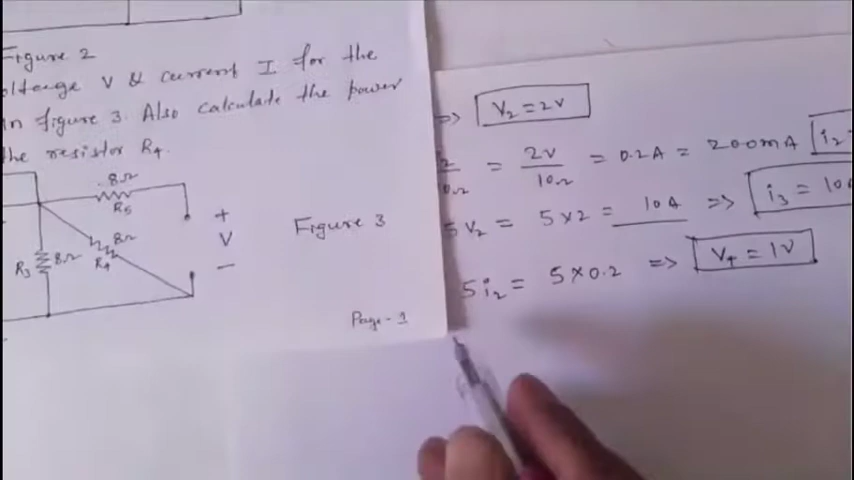 Figure 2
voltage V & current I for the
in figure 3. Also calculate the power
the resistor R4.
8Ω
R5
+
V
-
8Ω
R4
R3
8Ω
Figure 3
Page-1
=> V2 = 2V
= 2V/10Ω = 0.2A = 200mA i2 =
5V2 = 5×2 = 10A => i3 = 10
5i2 = 5×0.2 => V4 = 1V